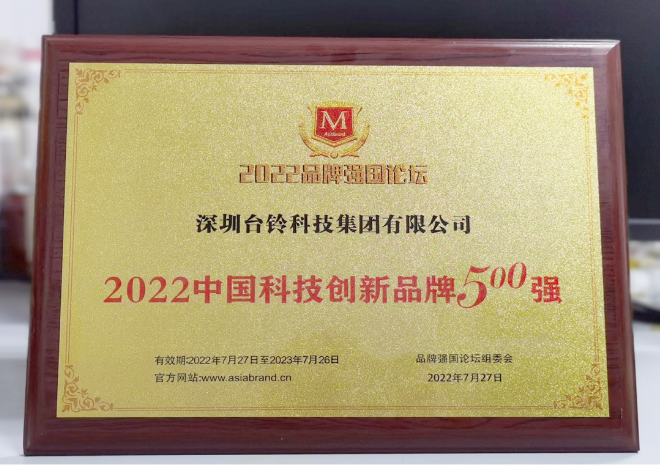 M
Asiabrand
2022品牌强国论坛
深圳台铃科技集团有限公司
2022中国科技创新品牌500强
有效期:2022年7月27日至2023年7月26日
品牌强国论坛组委会
官方网站:www.asiabrand.cn
2022年7月27日